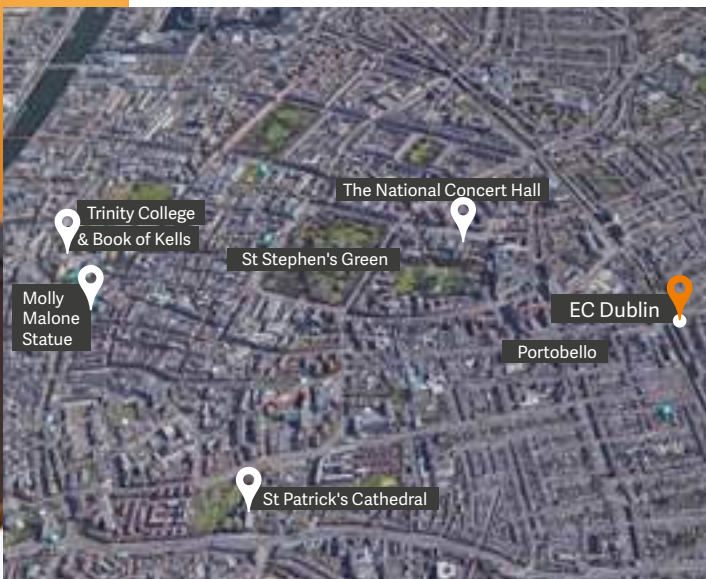 The National Concert Hall
Trinity College
& Book of Kells
St Stephen's Green
Molly
Malone
Statue
EC Dublin
Portobello
St Patrick's Cathedral